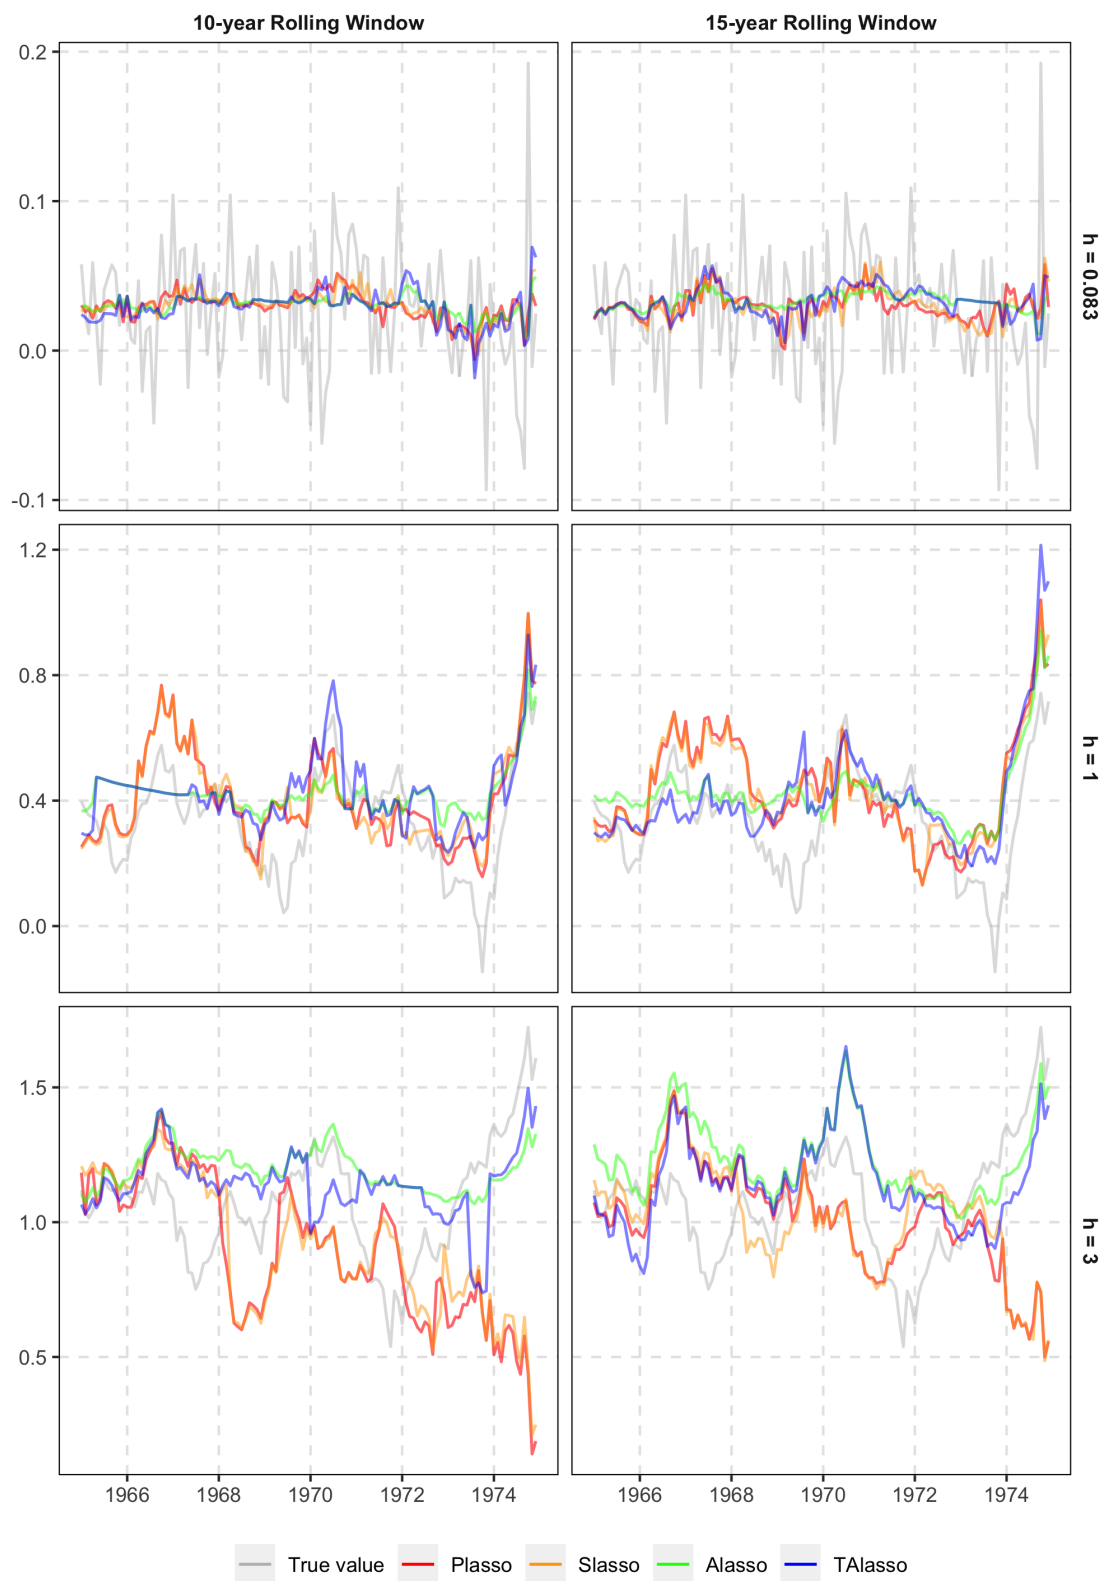 10-year Rolling Window 15-year Rolling Window
0.2
0.1
0.0
-0.1
h = 0.083
1.2
0.8
0.4
0.0
h = 1
1.5
1.0
0.5
h = 3
1966 1968 1970 1972 1974 1966 1968 1970 1972 1974
True value Plasso Slasso Alasso TAlasso